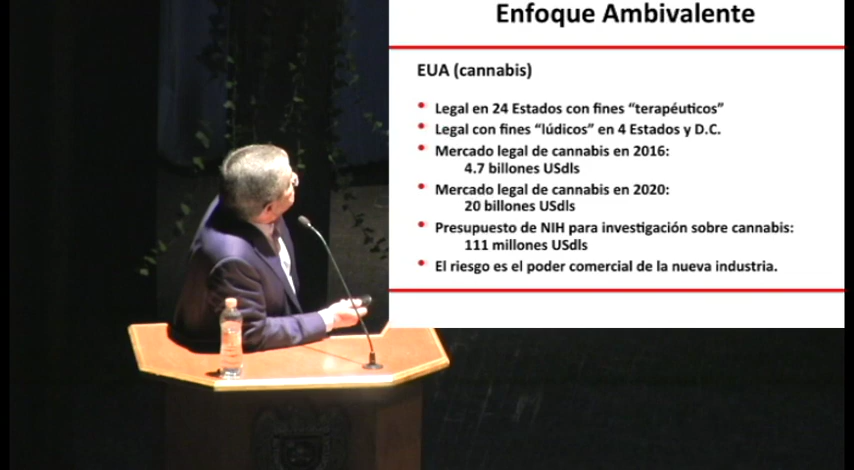 Enfoque Ambivalente
EUA (cannabis)
• Legal en 24 Estados con fines “terapéuticos”
• Legal con fines “lúdicos” en 4 Estados y D.C.
• Mercado legal de cannabis en 2016:
4.7 billones USdls
• Mercado legal de cannabis en 2020:
20 billones USdls
• Presupuesto de NIH para investigación sobre cannabis:
111 millones USdls
• El riesgo es el poder comercial de la nueva industria.